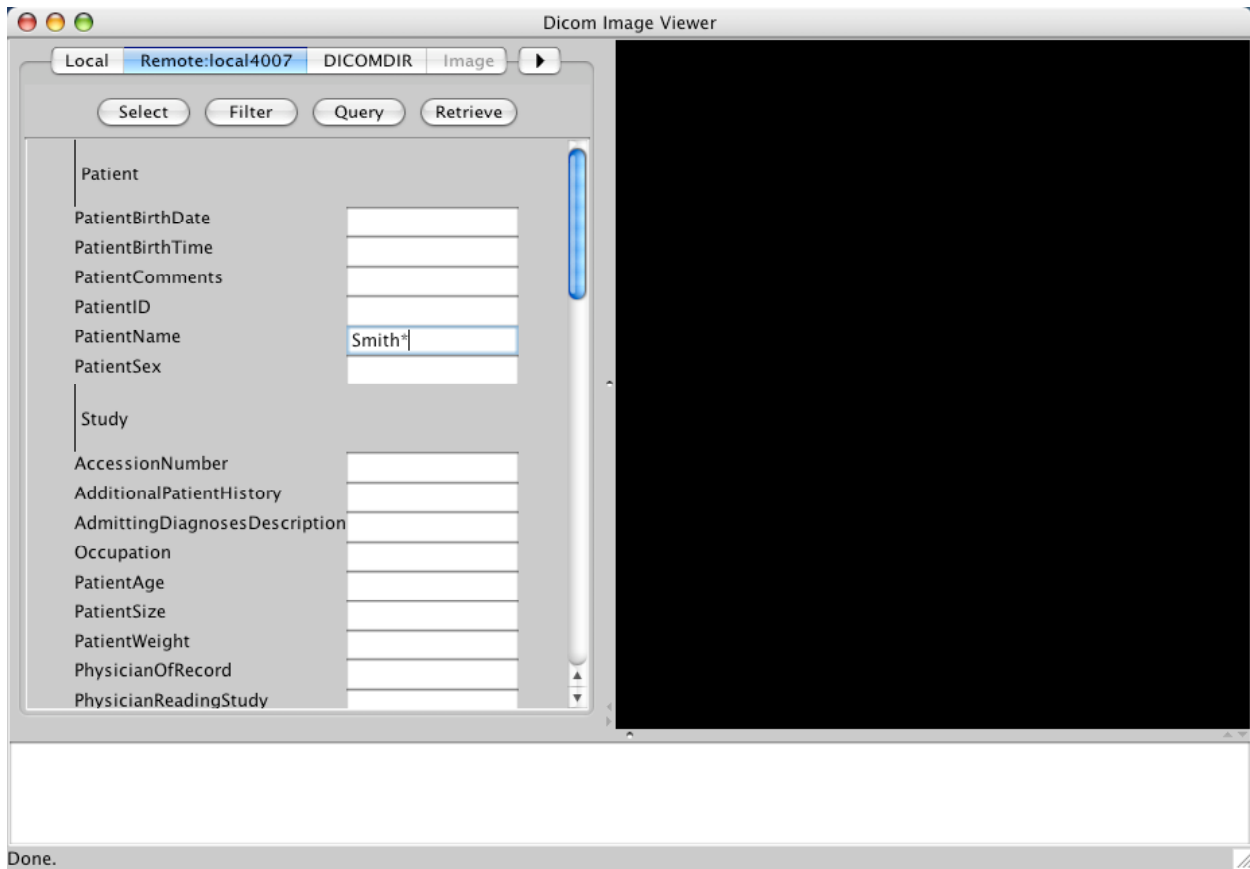 Dicom Image Viewer
Local Remote:local4007 DICOMDIR Image
Select Filter Query Retrieve
Patient
PatientBirthDate
PatientBirthTime
PatientComments
PatientID
PatientName Smith*
PatientSex
Study
AccessionNumber
AdditionalPatientHistory
AdmittingDiagnosesDescription
Occupation
PatientAge
PatientSize
PatientWeight
PhysicianOfRecord
PhysicianReadingStudy
Done.